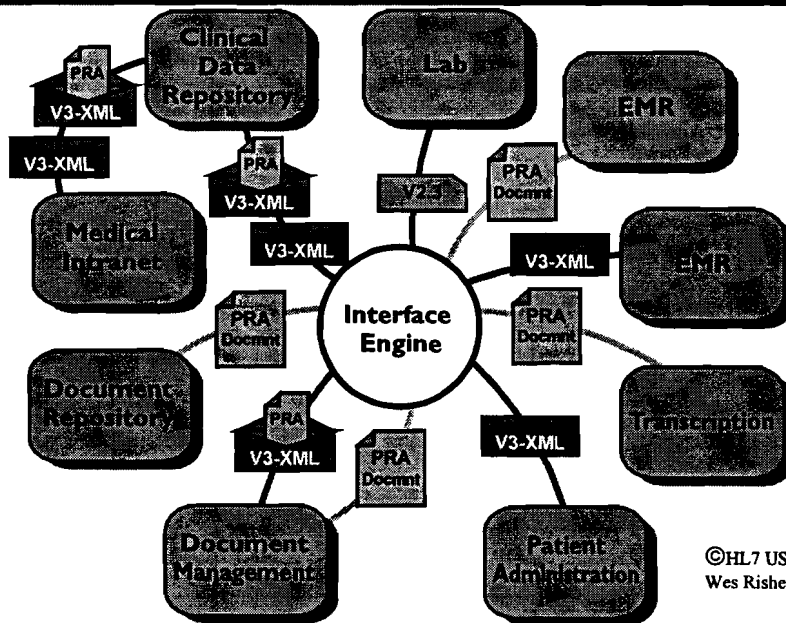 Clinical
Data
Repository
PRA
V3-XML
V3-XML
Medical
Intranet
PRA
V3-XML
V3-XML
Lab
V2.3
EMR
PRA
Docmnt
V3-XML
EMR
Interface
Engine
PRA
Docmnt
PRA
Docmnt
Document
Repository
Transcription
PRA
V3-XML
PRA
Docmnt
V3-XML
Document
Management
Patient
Administration
©HL7 US
Wes Rishe